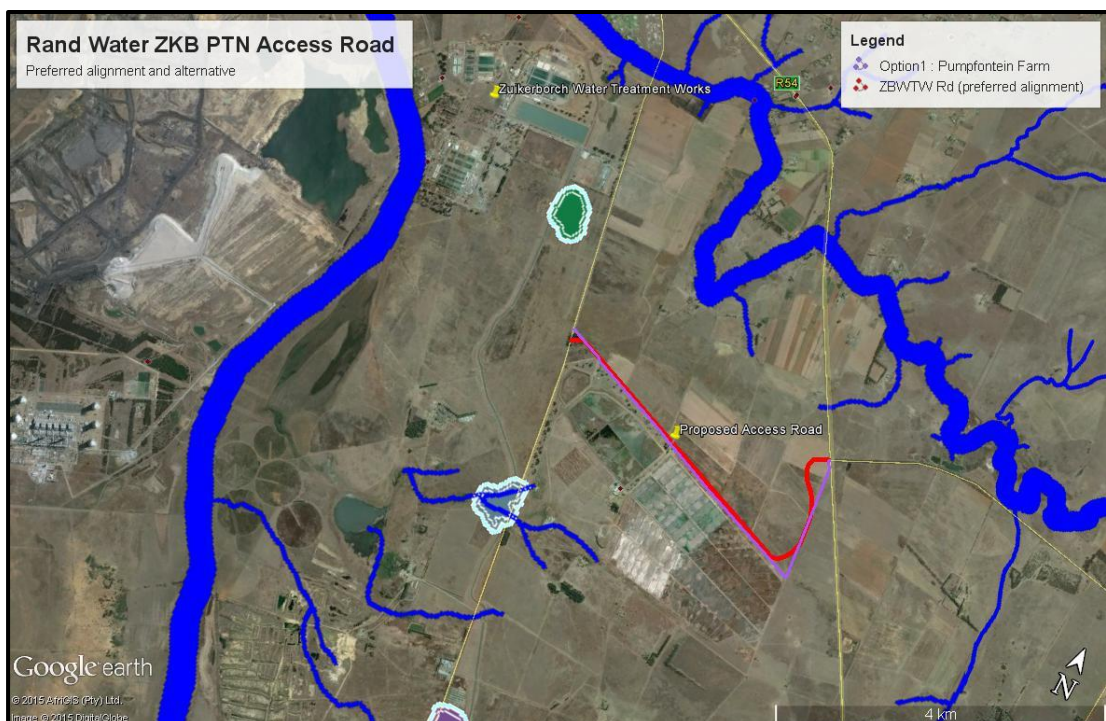 Rand Water ZKB PTN Access Road
Preferred alignment and alternative
Legend
Option1 : Pumpfontein Farm
ZBWTW Rd (preferred alignment)
R54
Zuikerborch Water Treatment Works
Proposed Access Road
Google earth
© 2015 AfriGIS (Pty) Ltd.
Image © 2015 DigitalGlobe
N
4 km